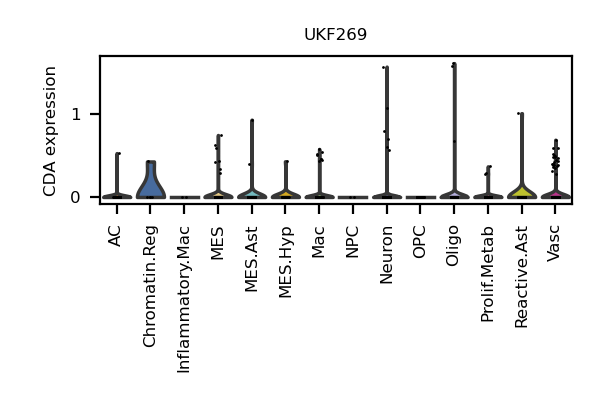 UKF269
CDA expression
1
0
AC
Chromatin.Reg
Inflammatory.Mac
MES
MES.Ast
MES.Hyp
Mac
NPC
Neuron
OPC
Oligo
Prolif.Metab
Reactive.Ast
Vasc